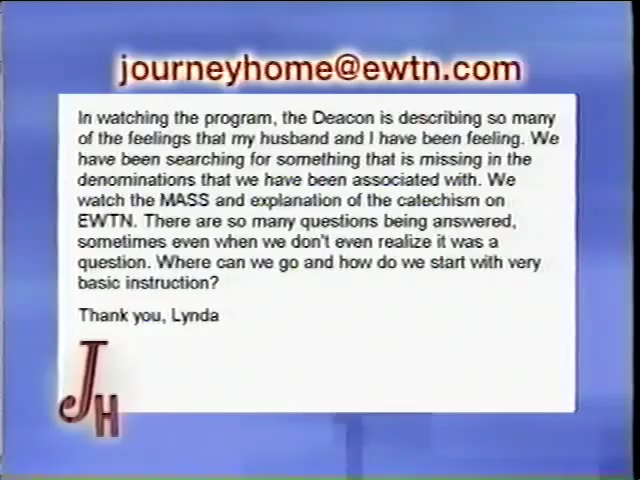 journeyhome@ewtn.com
In watching the program, the Deacon is describing so many
of the feelings that my husband and I have been feeling. We
have been searching for something that is missing in the
denominations that we have been associated with. We
watch the MASS and explanation of the catechism on
EWTN. There are so many questions being answered,
sometimes even when we don't even realize it was a
question. Where can we go and how do we start with very
basic instruction?
Thank you, Lynda
JH